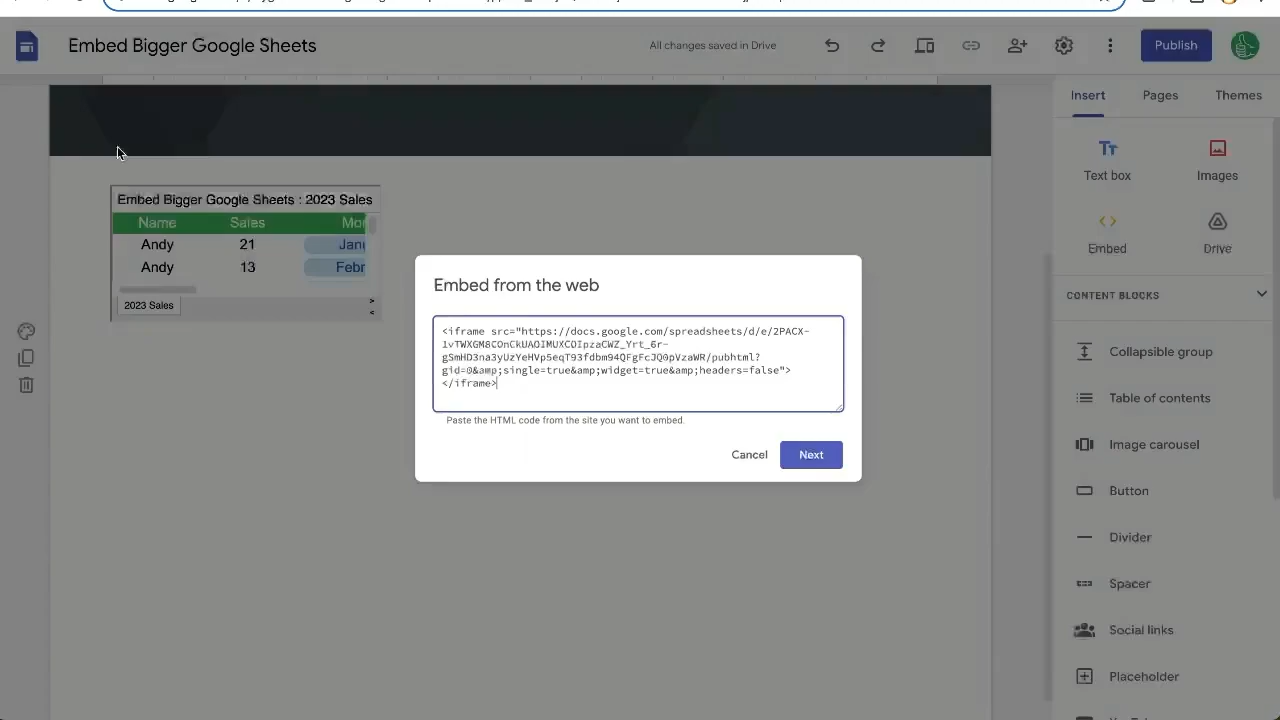 Embed Bigger Google Sheets
All changes saved in Drive
Publish
Insert
Pages
Themes
Text box
Images
Embed
Drive
CONTENT BLOCKS
Collapsible group
Table of contents
Image carousel
Button
Divider
Spacer
Social links
Placeholder
Embed Bigger Google Sheets : 2023 Sales
Name Sales Mor
Andy 21 Janu
Andy 13 Febr
2023 Sales
Embed from the web
<iframe src="https://docs.google.com/spreadsheets/d/e/2PACX-
gid=0&amp;single=true&amp;widget=true&amp;headers=false">
</iframe>
Paste the HTML code from the site you want to embed.
Cancel
Next